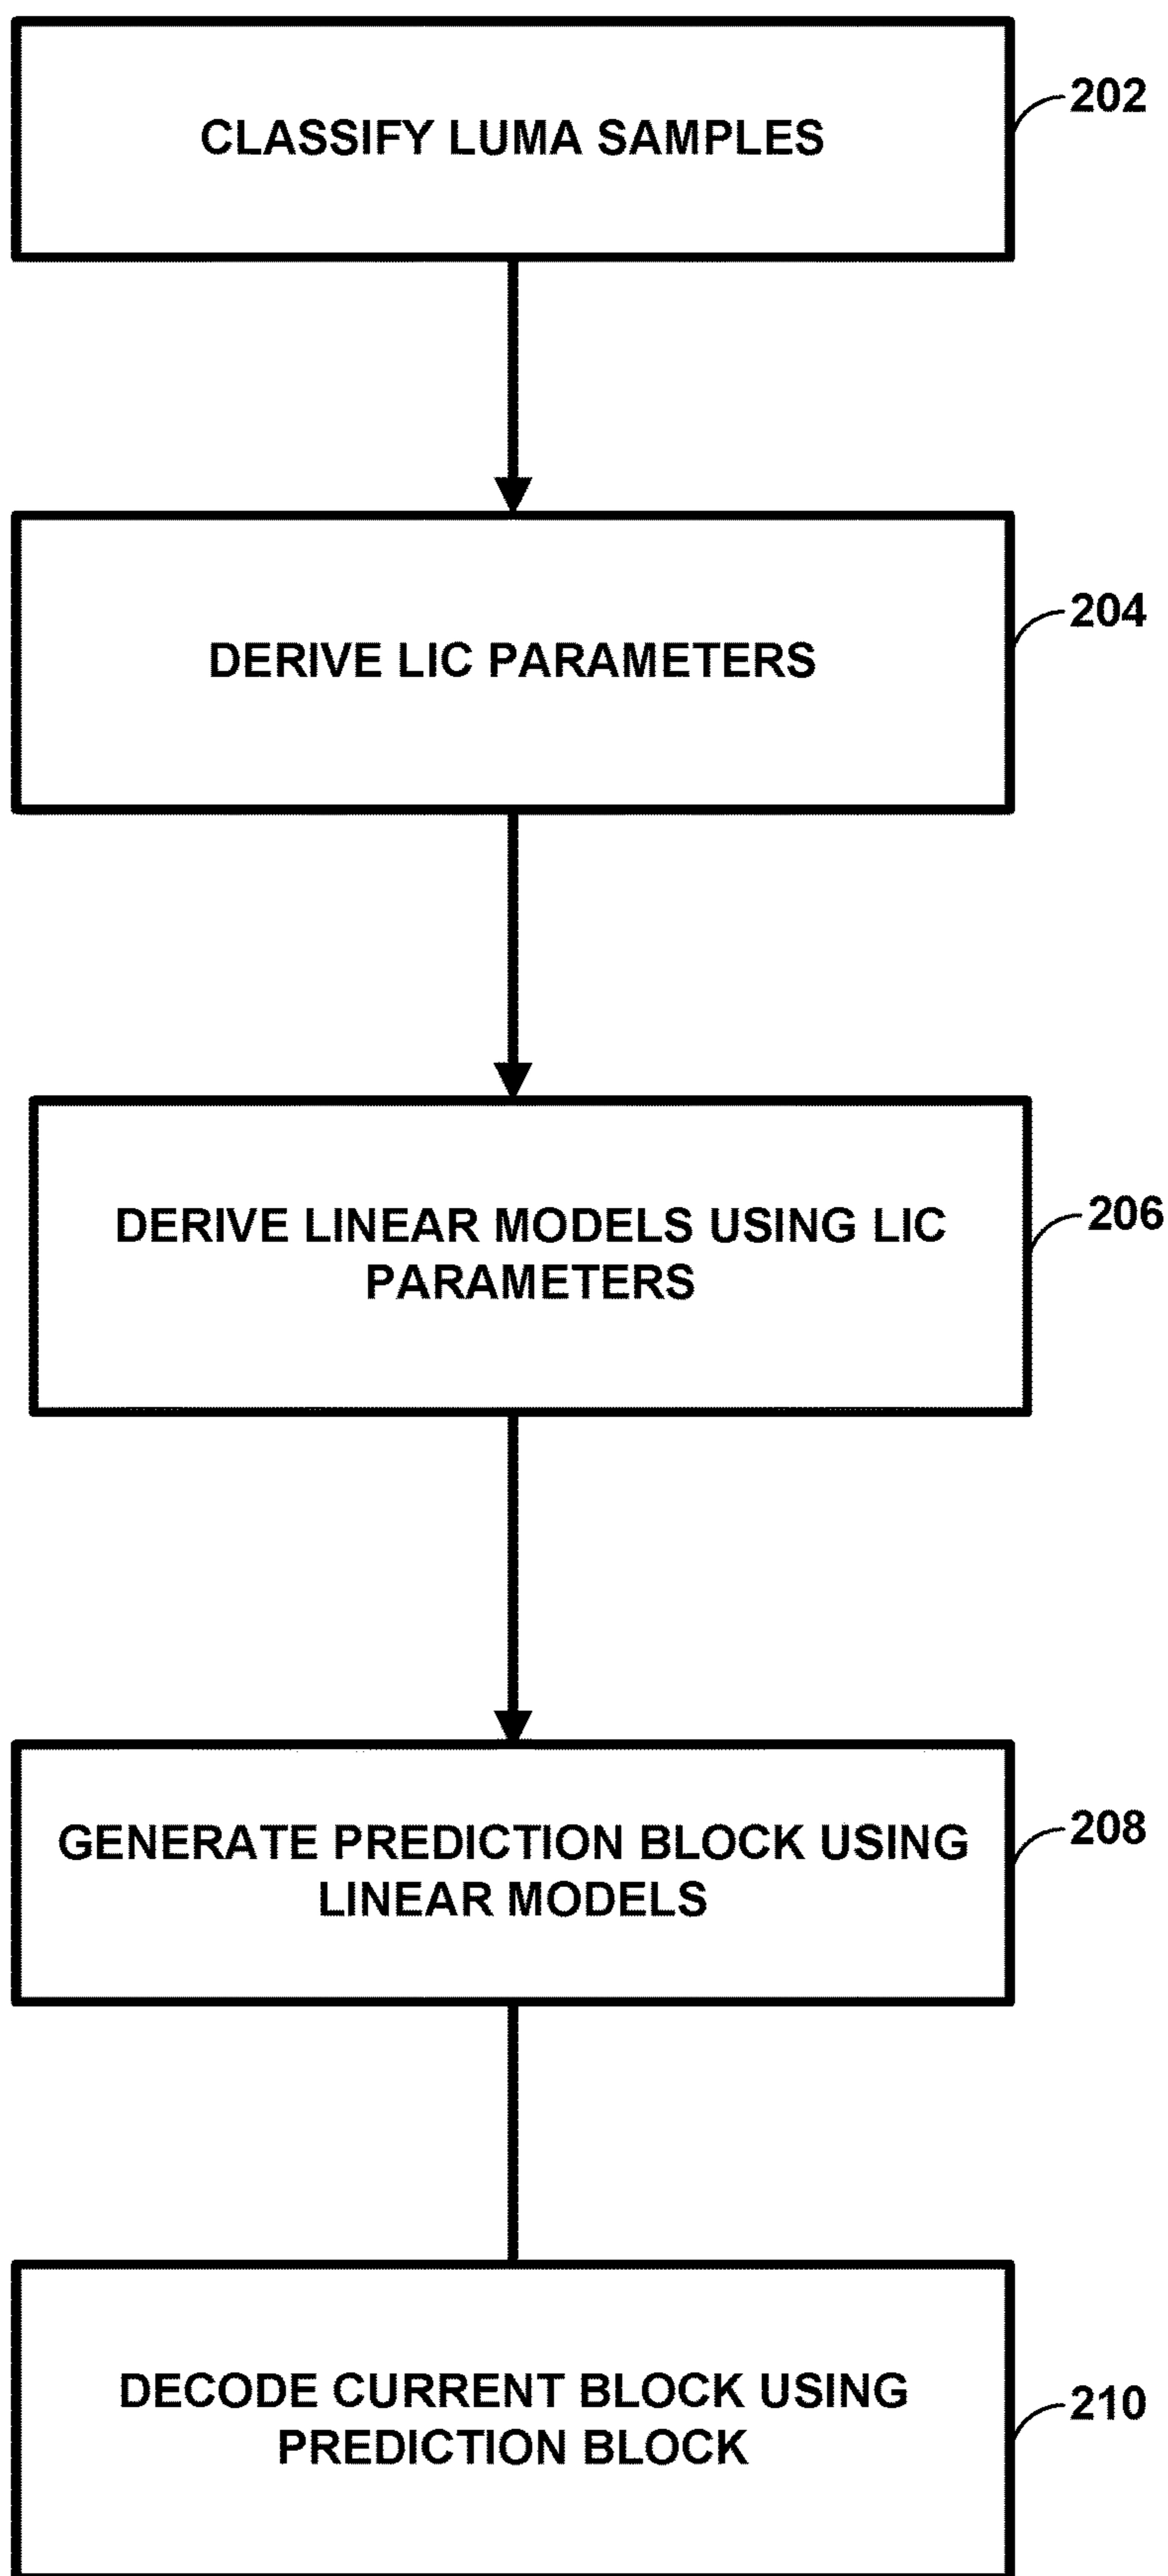 CLASSIFY LUMA SAMPLES
202
DERIVE LIC PARAMETERS
204
DERIVE LINEAR MODELS USING LIC
PARAMETERS
206
GENERATE PREDICTION BLOCK USING
LINEAR MODELS
208
DECODE CURRENT BLOCK USING
PREDICTION BLOCK
210